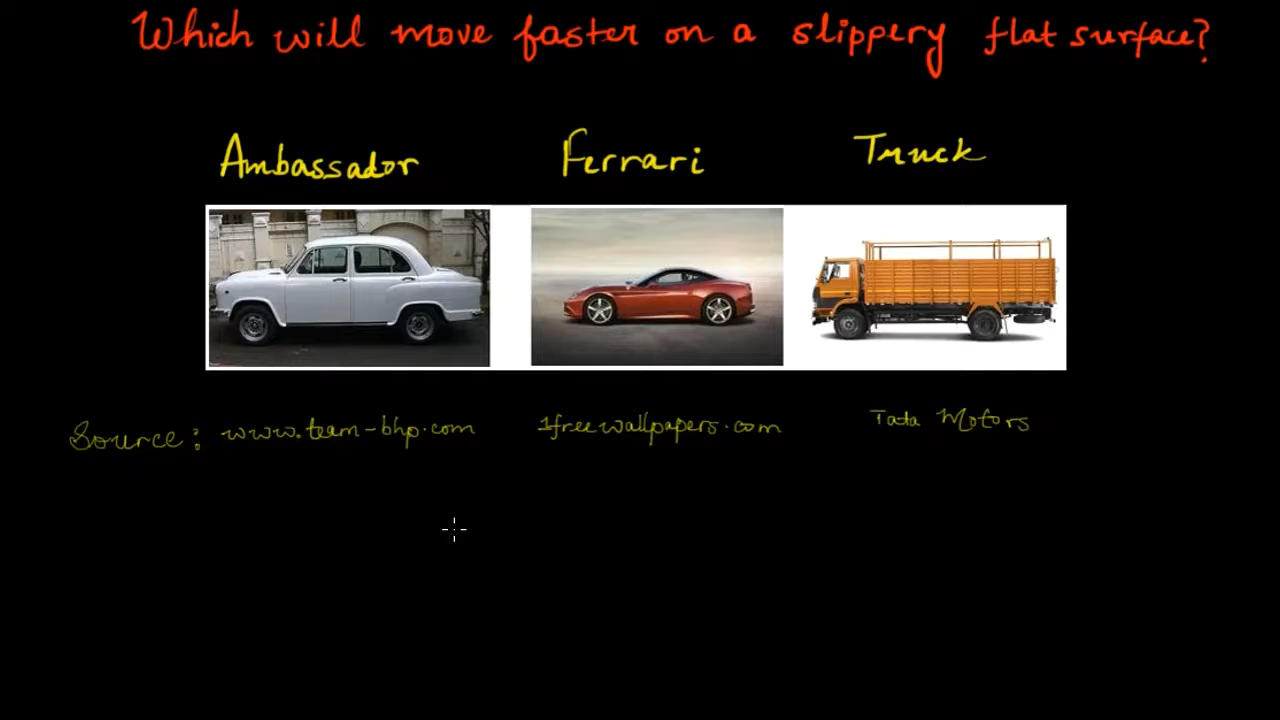 Which will move faster on a slippery flat surface?
Ambassador Ferrari Truck
Source: www.team-bhp.com 1freewallpapers.com Tata Motors